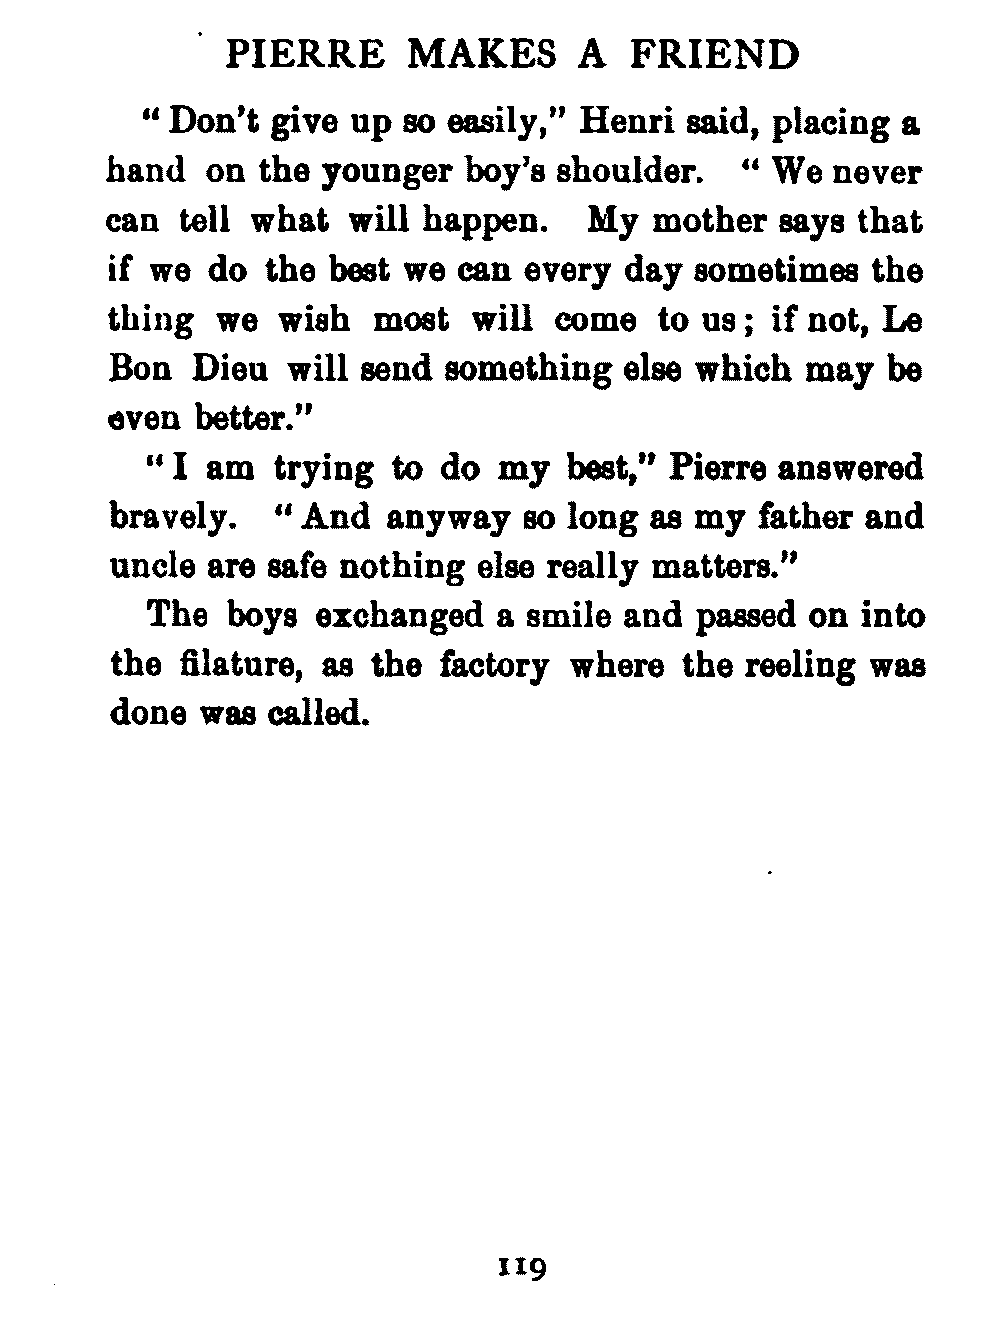 PIERRE MAKES A FRIEND
“ Don't give up so easily,” Henri said, placing a
hand on the younger boy's shoulder. “ We never
can tell what will happen. My mother says that
if we do the best we can every day sometimes the
thing we wish most will come to us ; if not, Le
Bon Dieu will send something else which may be
even better.”
“ I am trying to do my best,” Pierre answered
bravely. “ And anyway so long as my father and
uncle are safe nothing else really matters.”
The boys exchanged a smile and passed on into
the filature, as the factory where the reeling was
done was called.
119